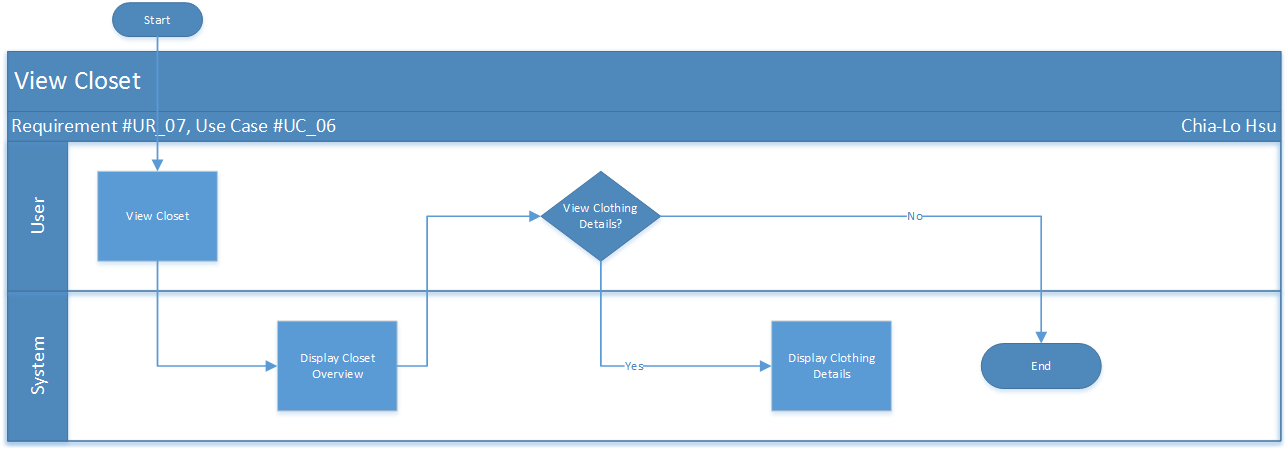 Start
View Closet
Requirement #UR_07, Use Case #UC_06
Chia-Lo Hsu
User
View Closet
View Clothing
Details?
No
System
Display Closet
Overview
Yes
Display Clothing
Details
End